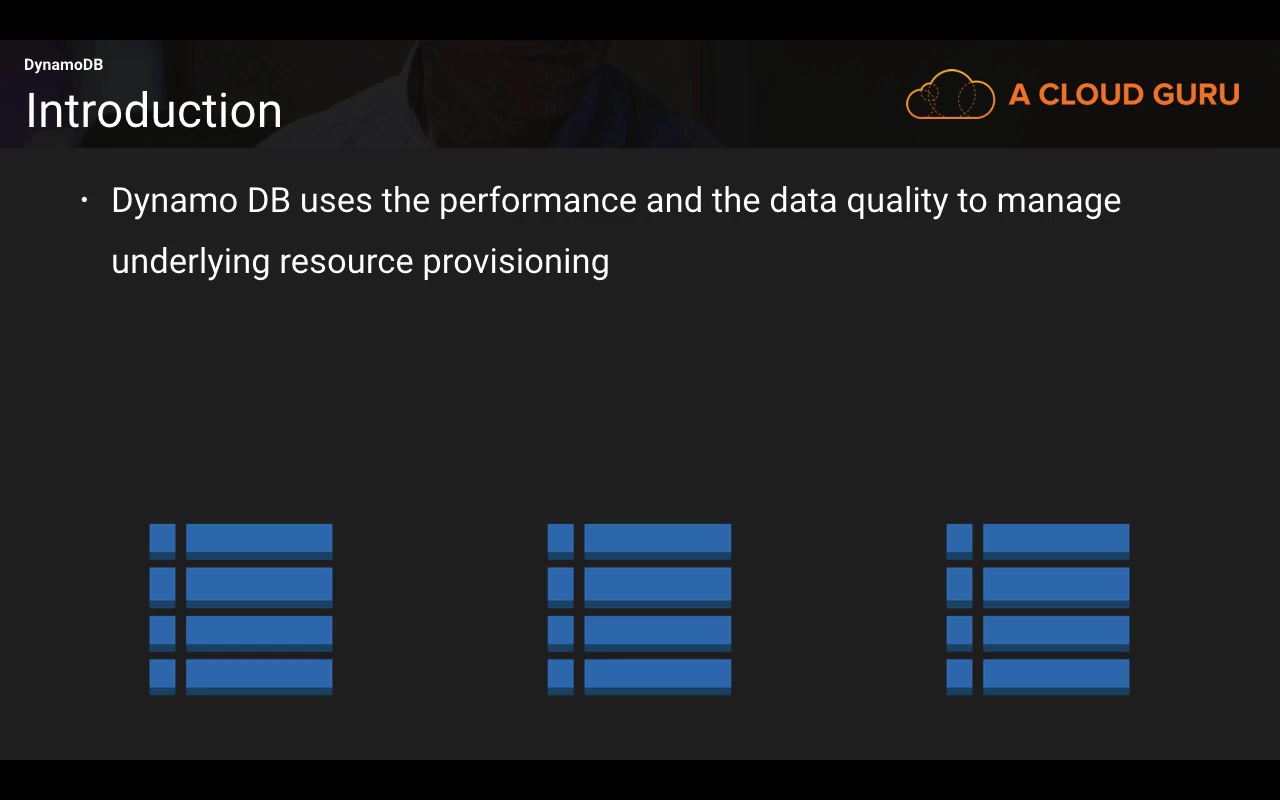 DynamoDB
Introduction
A CLOUD GURU
· Dynamo DB uses the performance and the data quality to manage
underlying resource provisioning